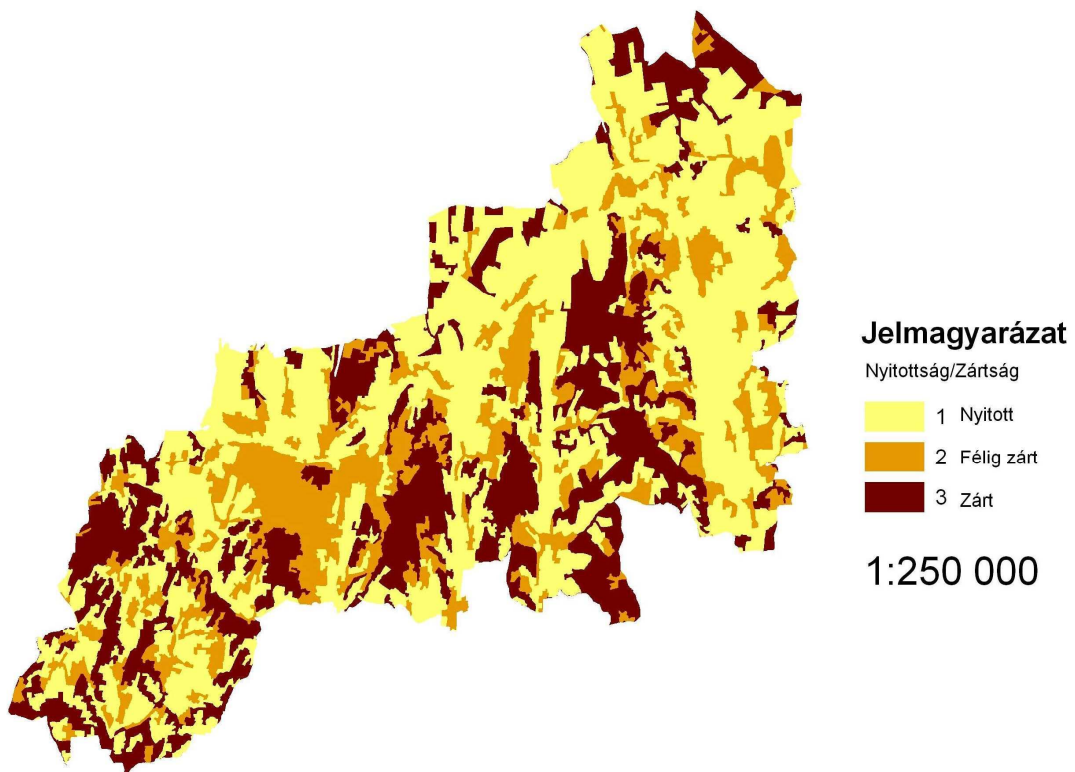 Jelmagyarázat
Nyitottság/Zártság
1 Nyitott
2 Félig zárt
3 Zárt
1:250 000